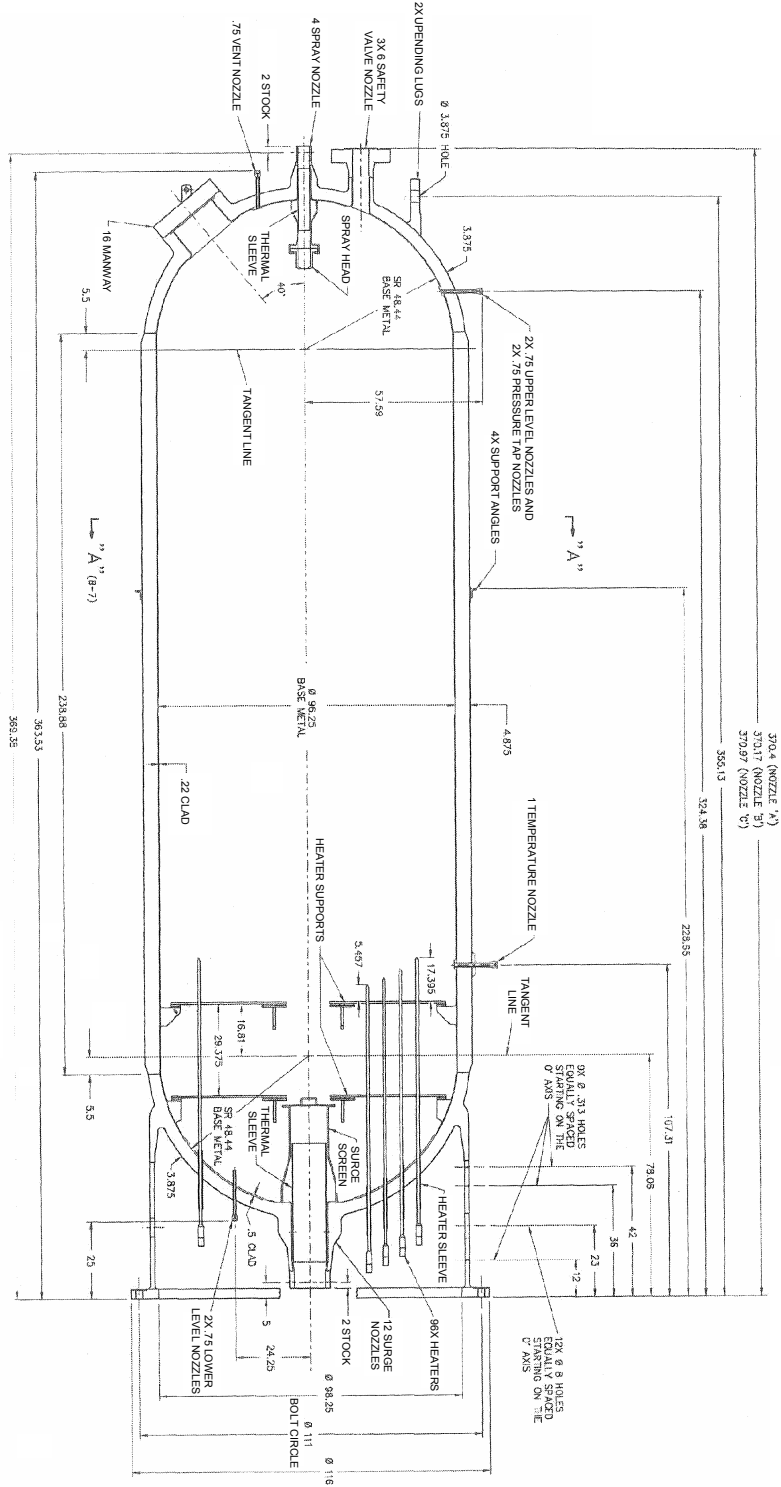 2X UPENDING LUGS
Ø 3.875 HOLE
3X 6 SAFETY
VALVE NOZZLE
4 SPRAY NOZZLE
2 STOCK
.75 VENT NOZZLE
16 MANWAY
5.5
THERMAL
SLEEVE
SPRAY HEAD
40°
3.875
SR 48.44
BASE METAL
2X .75 UPPER LEVEL NOZZLES AND
2X .75 PRESSURE TAP NOZZLES
57.59
TANGENT LINE
4X SUPPORT ANGLES
"A"
"A" (8-7)
370.4 (NOZZLE 'A')
370.17 (NOZZLE 'B')
370.97 (NOZZLE 'C')
355.13
324.38
228.55
Ø 96.25
BASE METAL
4.875
.22 CLAD
238.88
363.53
369.38
1 TEMPERATURE NOZZLE
HEATER SUPPORTS
5.457
17.395
16.81
29.375
TANGENT
LINE
107.31
78.06
9X Ø .313 HOLES
EQUALLY SPACED
STARTING ON THE
0° AXIS
42
36
23
12
12X Ø 8 HOLES
EQUALLY SPACED
STARTING ON THE
0° AXIS
5.5
SR 48.44
BASE METAL
THERMAL
SLEEVE
SURGE
SCREEN
HEATER SLEEVE
3.875
.5 CLAD
25
96X HEATERS
12 SURGE
NOZZLES
2 STOCK
5
24.25
2X .75 LOWER
LEVEL NOZZLES
Ø 98.25
Ø 111
BOLT CIRCLE
Ø 116